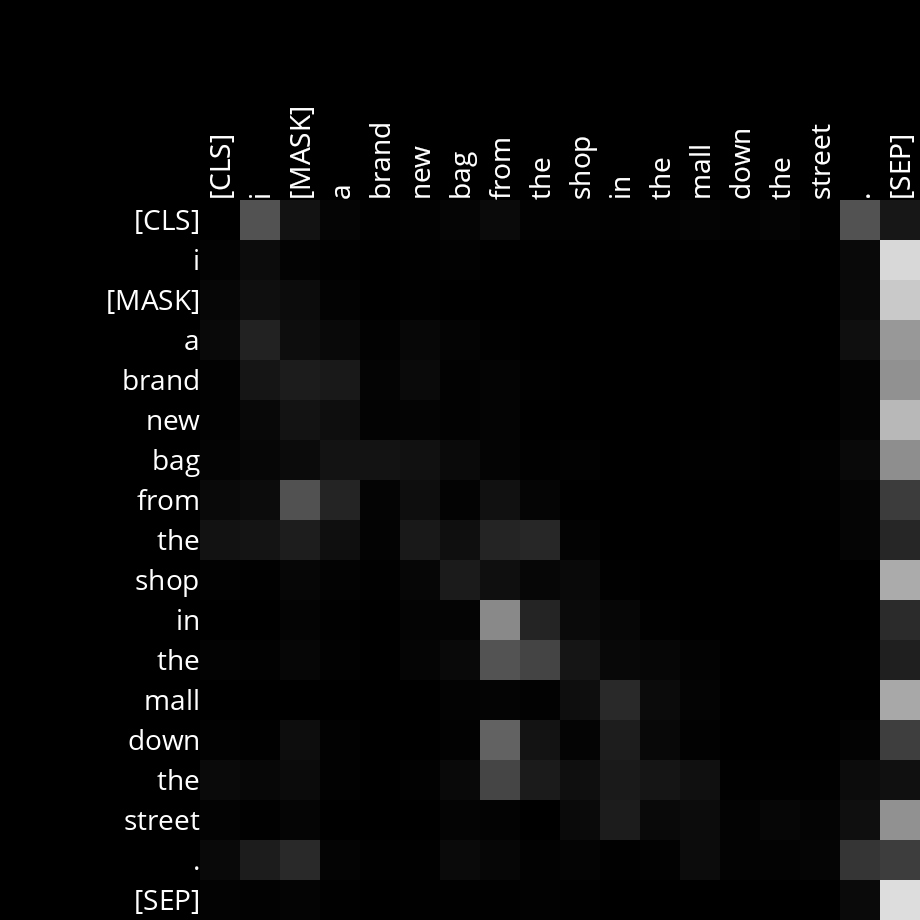 [CLS] i [MASK] a brand new bag from the shop in the mall down the street . [SEP]
[CLS]
i
[MASK]
a
brand
new
bag
from
the
shop
in
the
mall
down
the
street
.
[SEP]